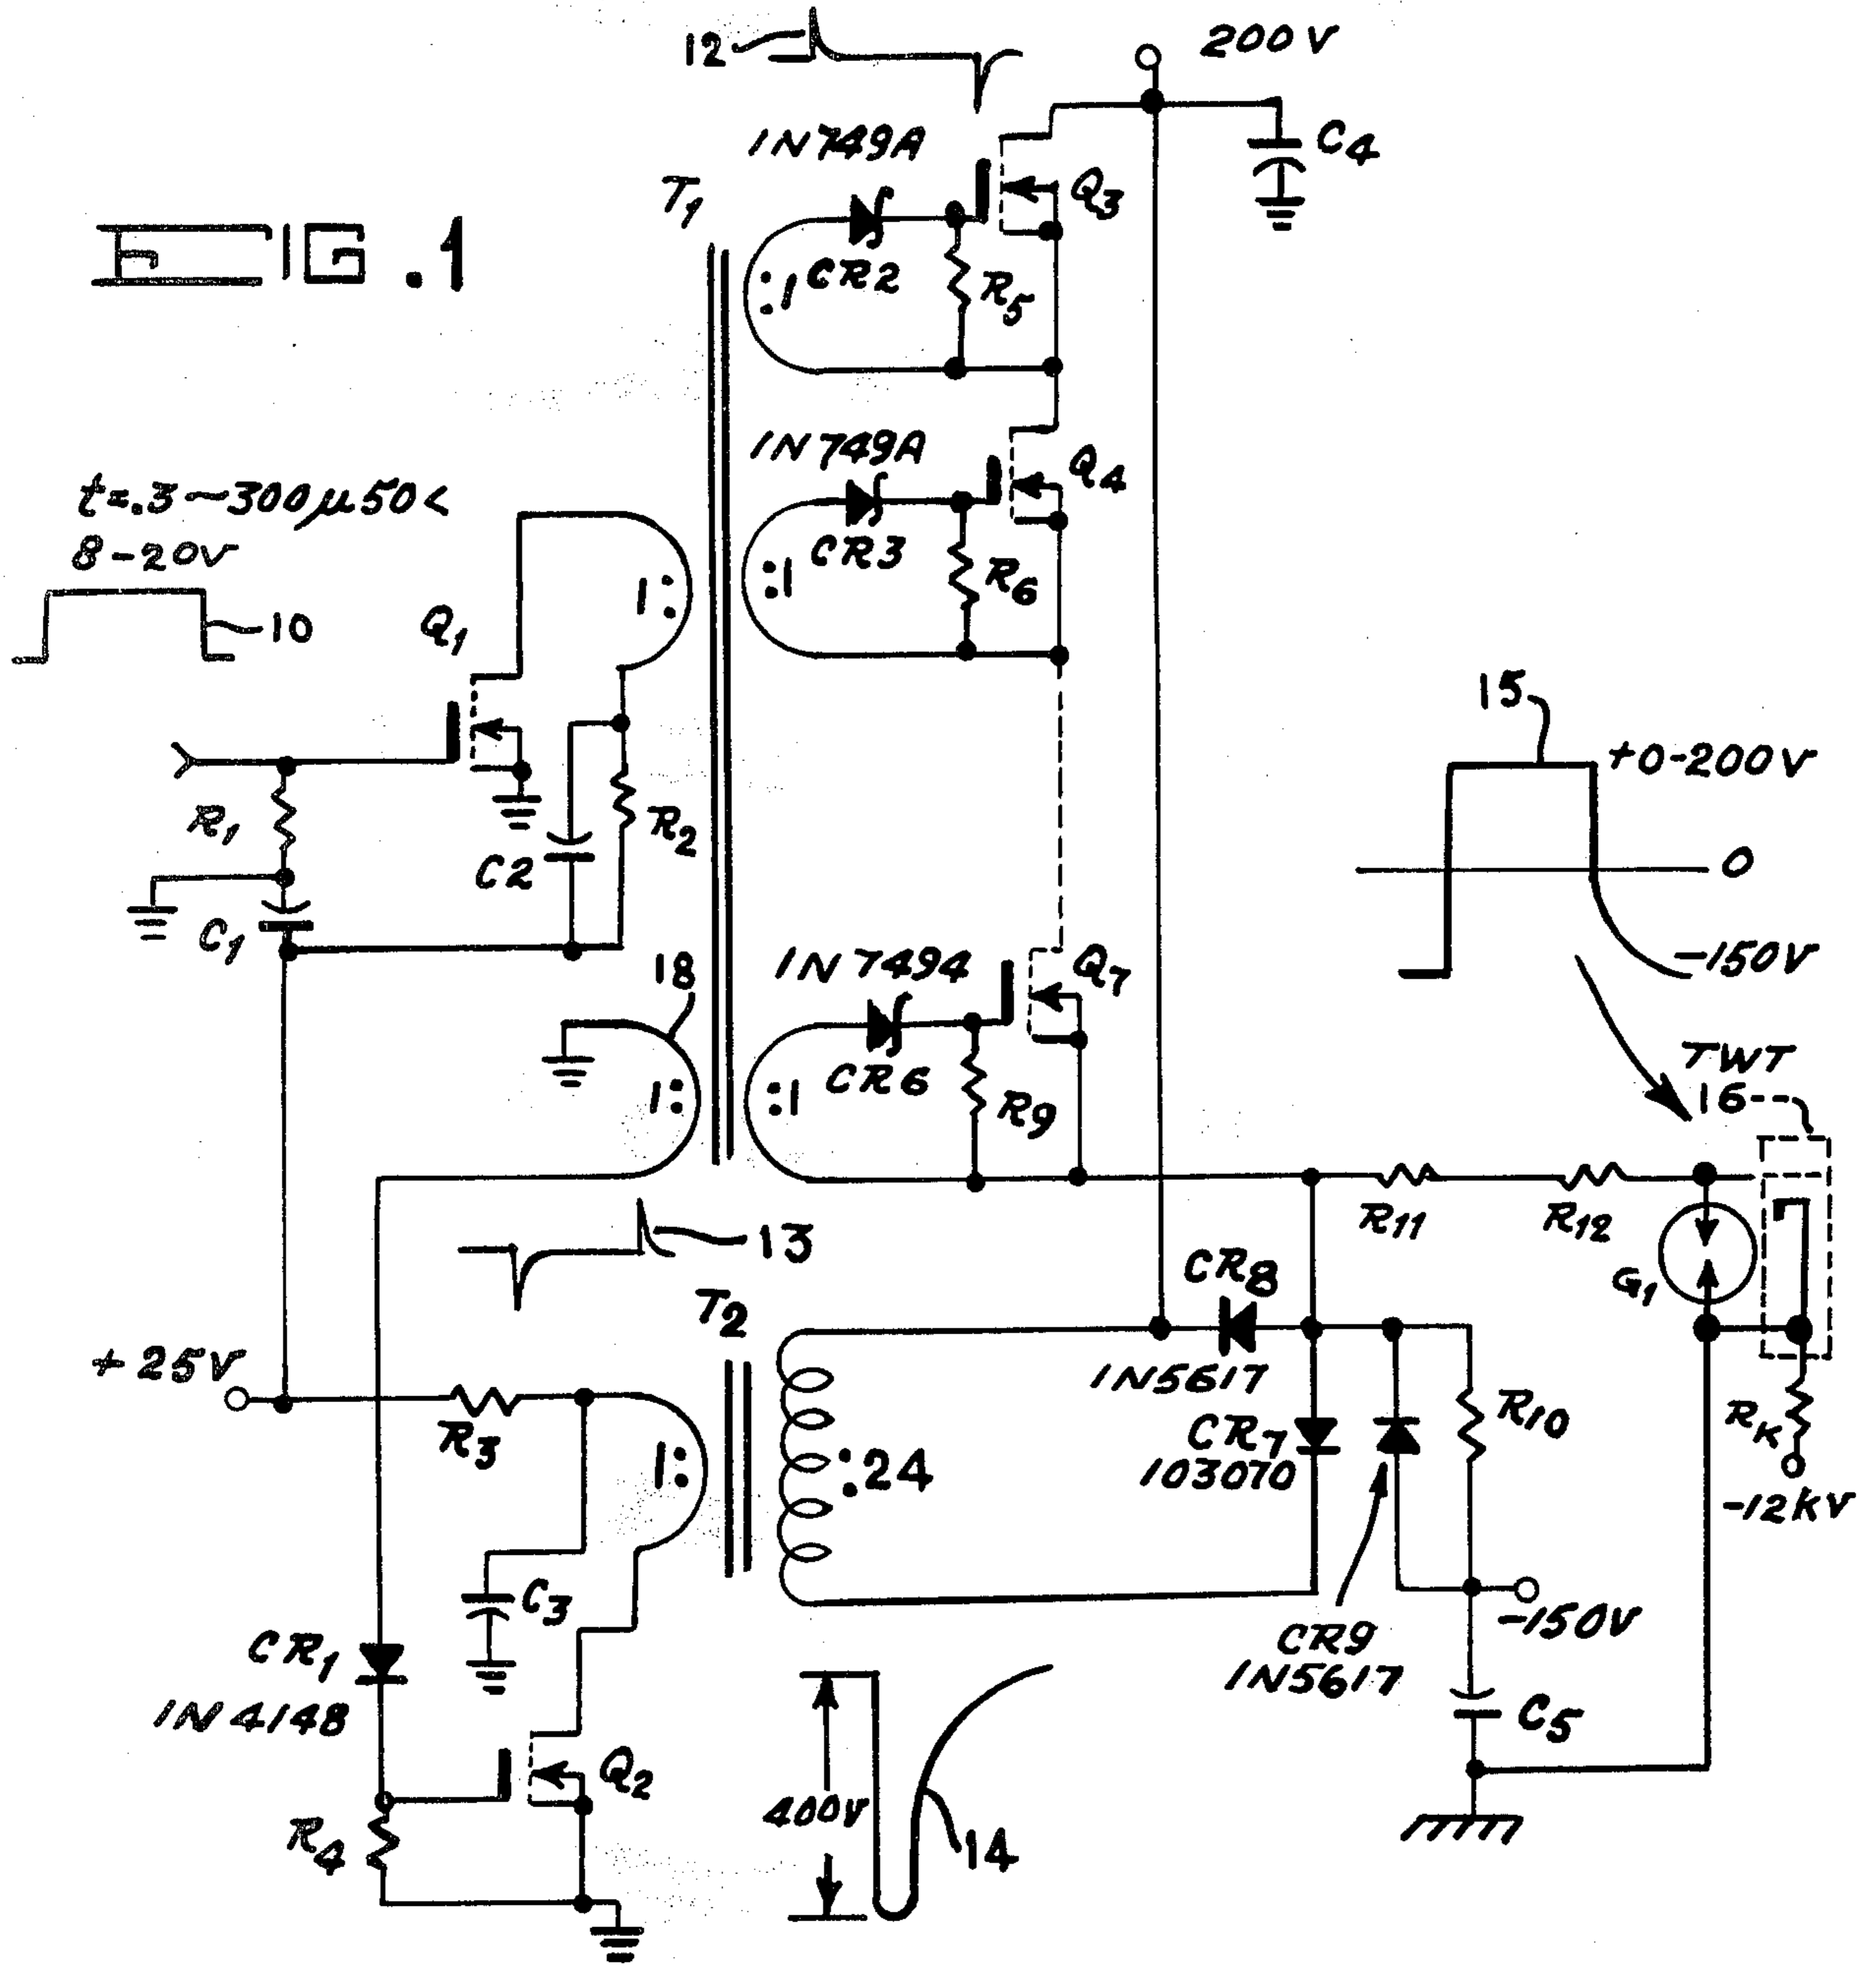 12
200V
1N749A
C4
T1
Q3
FIG.1
:1
CR2
R5
1N749A
Q4
t=.3~300μ50<
8-20V
CR3
:1
R6
1:
10
Q1
15
+0-200V
R1
R2
C2
0
C1
1N7494
Q7
-150V
18
TWT
16
CR6
1:
:1
R9
R11
R12
13
CR8
G1
T2
+25V
1N5617
R3
CR7
R10
RK
1:
:24
103070
-12KV
C3
-150V
CR1
CR9
1N5617
1N4148
C5
Q2
400V
R4
14